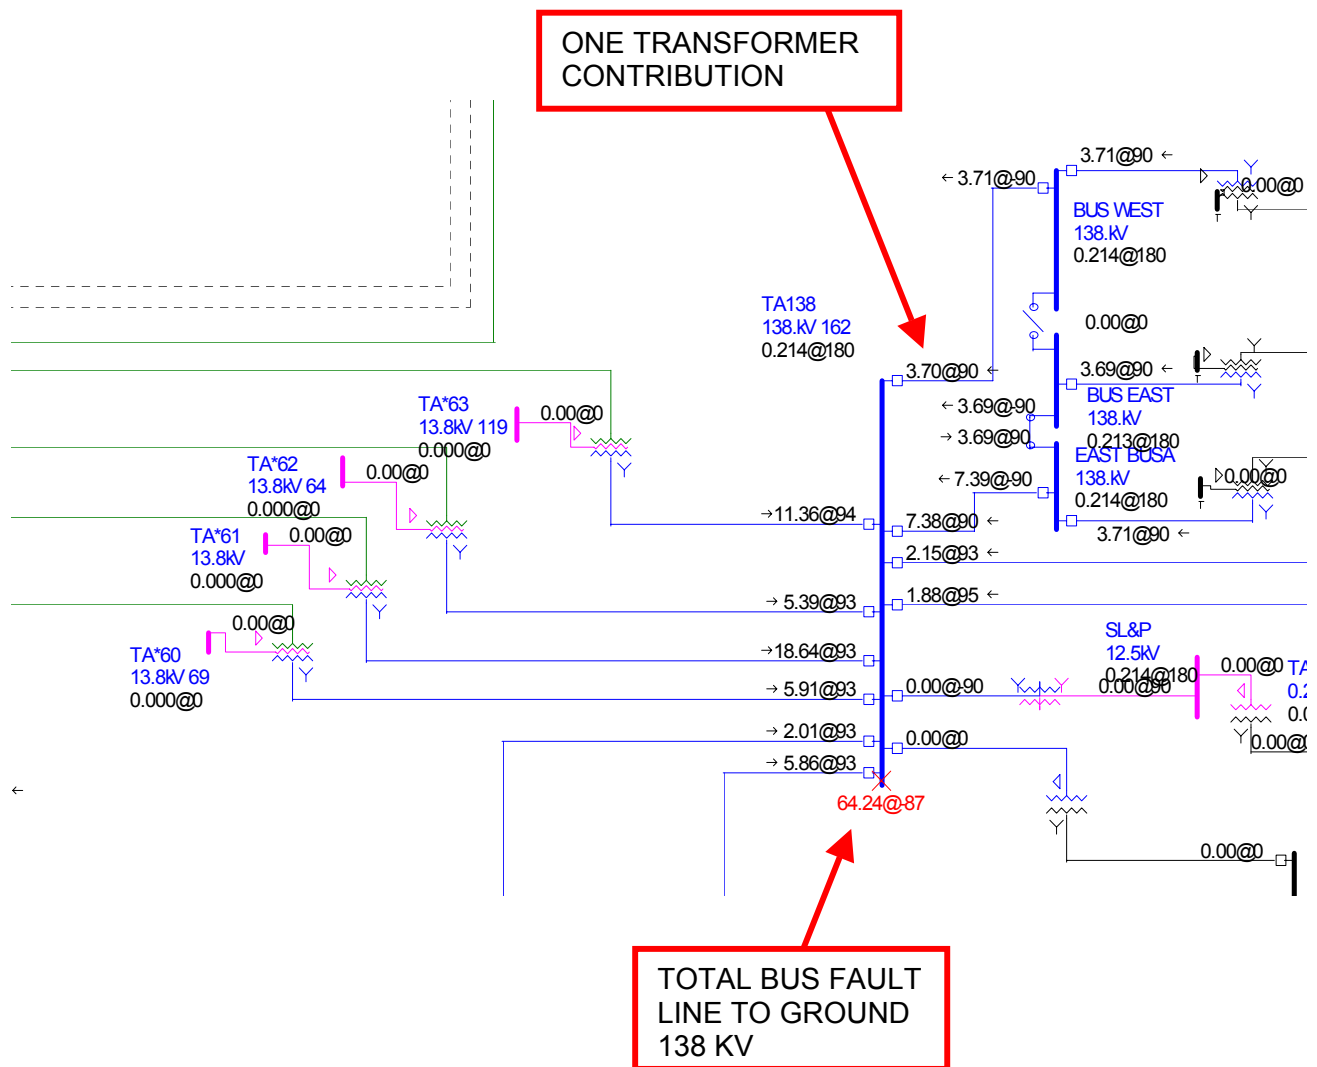 ONE TRANSFORMER
CONTRIBUTION
3.71@90 ←
← 3.71@-90
0.00@0
T
BUS WEST
138.kV
0.214@180
TA138
138.kV 162
0.214@180
0.00@0
3.70@90 ←
3.69@90 ←
T
BUS EAST
138.kV
0.213@180
← 3.69@-90
→ 3.69@90
EAST BUSA
138.kV
0.214@180
← 7.39@-90
0.00@0
T
3.71@90 ←
TA*63
13.8kV 119
0.000@0
0.00@0
TA*62
13.8kV 64
0.000@0
0.00@0
TA*61
13.8kV
0.000@0
0.00@0
TA*60
13.8kV 69
0.000@0
0.00@0
→11.36@94
7.38@90 ←
2.15@93 ←
→ 5.39@93
1.88@95 ←
→18.64@93
→ 5.91@93
0.00@-90
SL&P
12.5kV
0.214@180
0.00@90
0.00@0
TA
0.00@0
→ 2.01@93
0.00@0
→ 5.86@93
←
64.24@-87
0.00@0
TOTAL BUS FAULT
LINE TO GROUND
138 KV